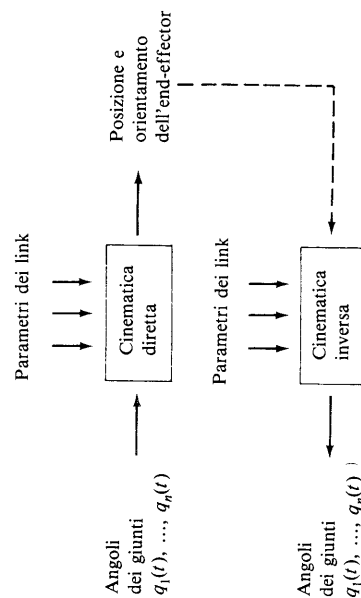 Parametri dei link
Angoli
dei giunti
q₁(t), ..., qₙ(t)
Cinematica
diretta
Posizione e
orientamento
dell'end-effector
Parametri dei link
Angoli
dei giunti
q₁(t), ..., qₙ(t)
Cinematica
inversa